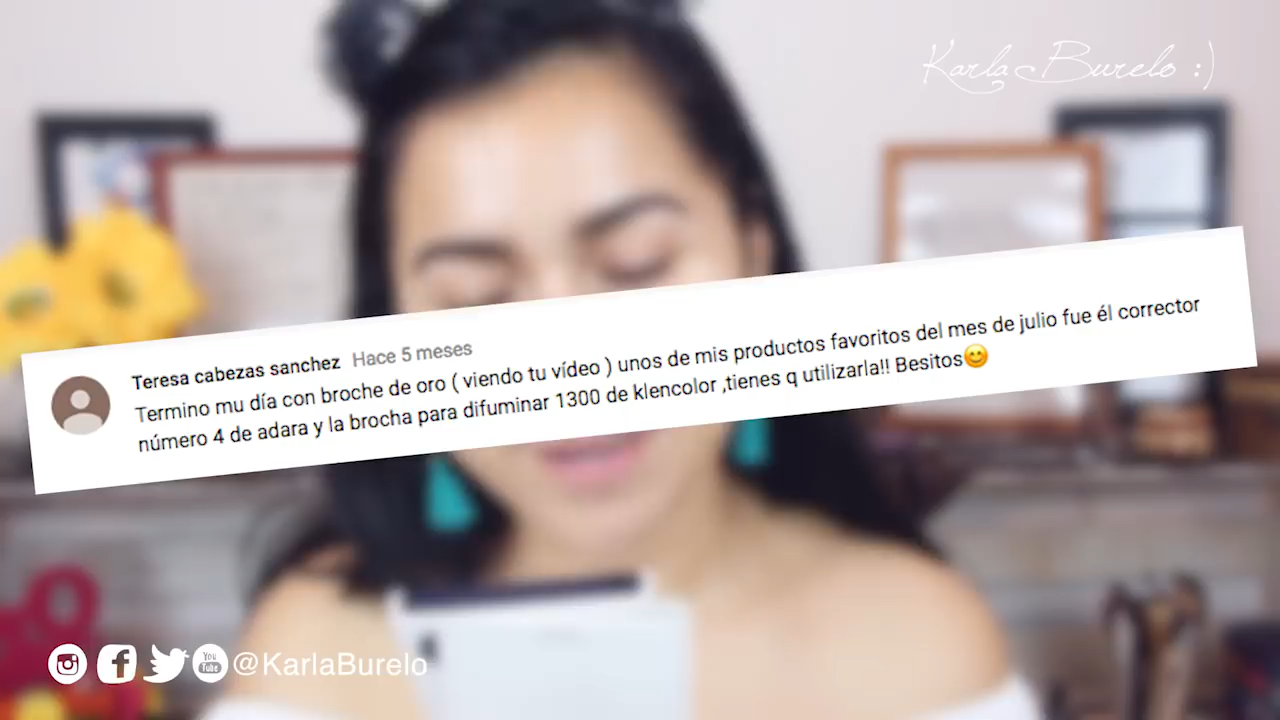 Karla Burelo :)
Teresa cabezas sanchez Hace 5 meses
Termino mu día con broche de oro ( viendo tu vídeo ) unos de mis productos favoritos del mes de julio fue él corrector
número 4 de adara y la brocha para difuminar 1300 de klencolor ,tienes q utilizarla!! Besitos😊
You
Tube
@KarlaBurelo